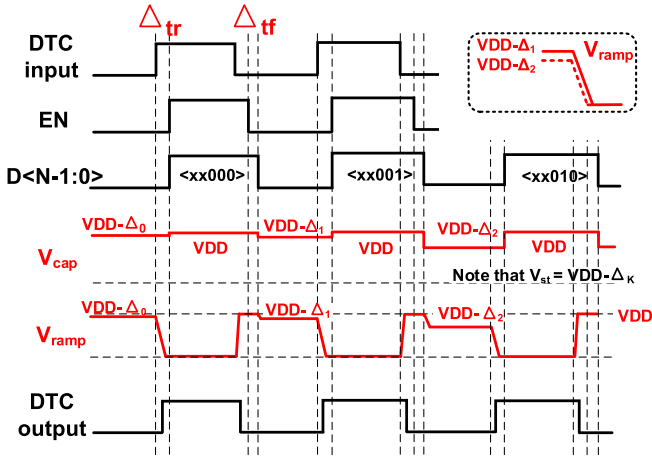 Δtr
Δtf
DTC
input
VDD-Δ1
VDD-Δ2
Vramp
EN
D<N-1:0>
<xx000>
<xx001>
<xx010>
VDD-Δ0
VDD
VDD-Δ1
VDD
VDD-Δ2
VDD
Vcap
Note that Vst = VDD-ΔK
VDD-Δ0
VDD-Δ1
VDD-Δ2
VDD
Vramp
DTC
output